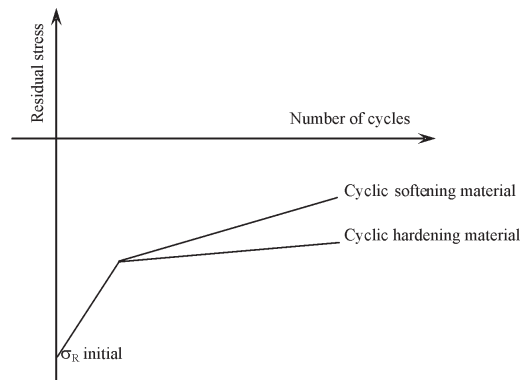 Residual stress
Number of cycles
Cyclic softening material
Cyclic hardening material
σR initial